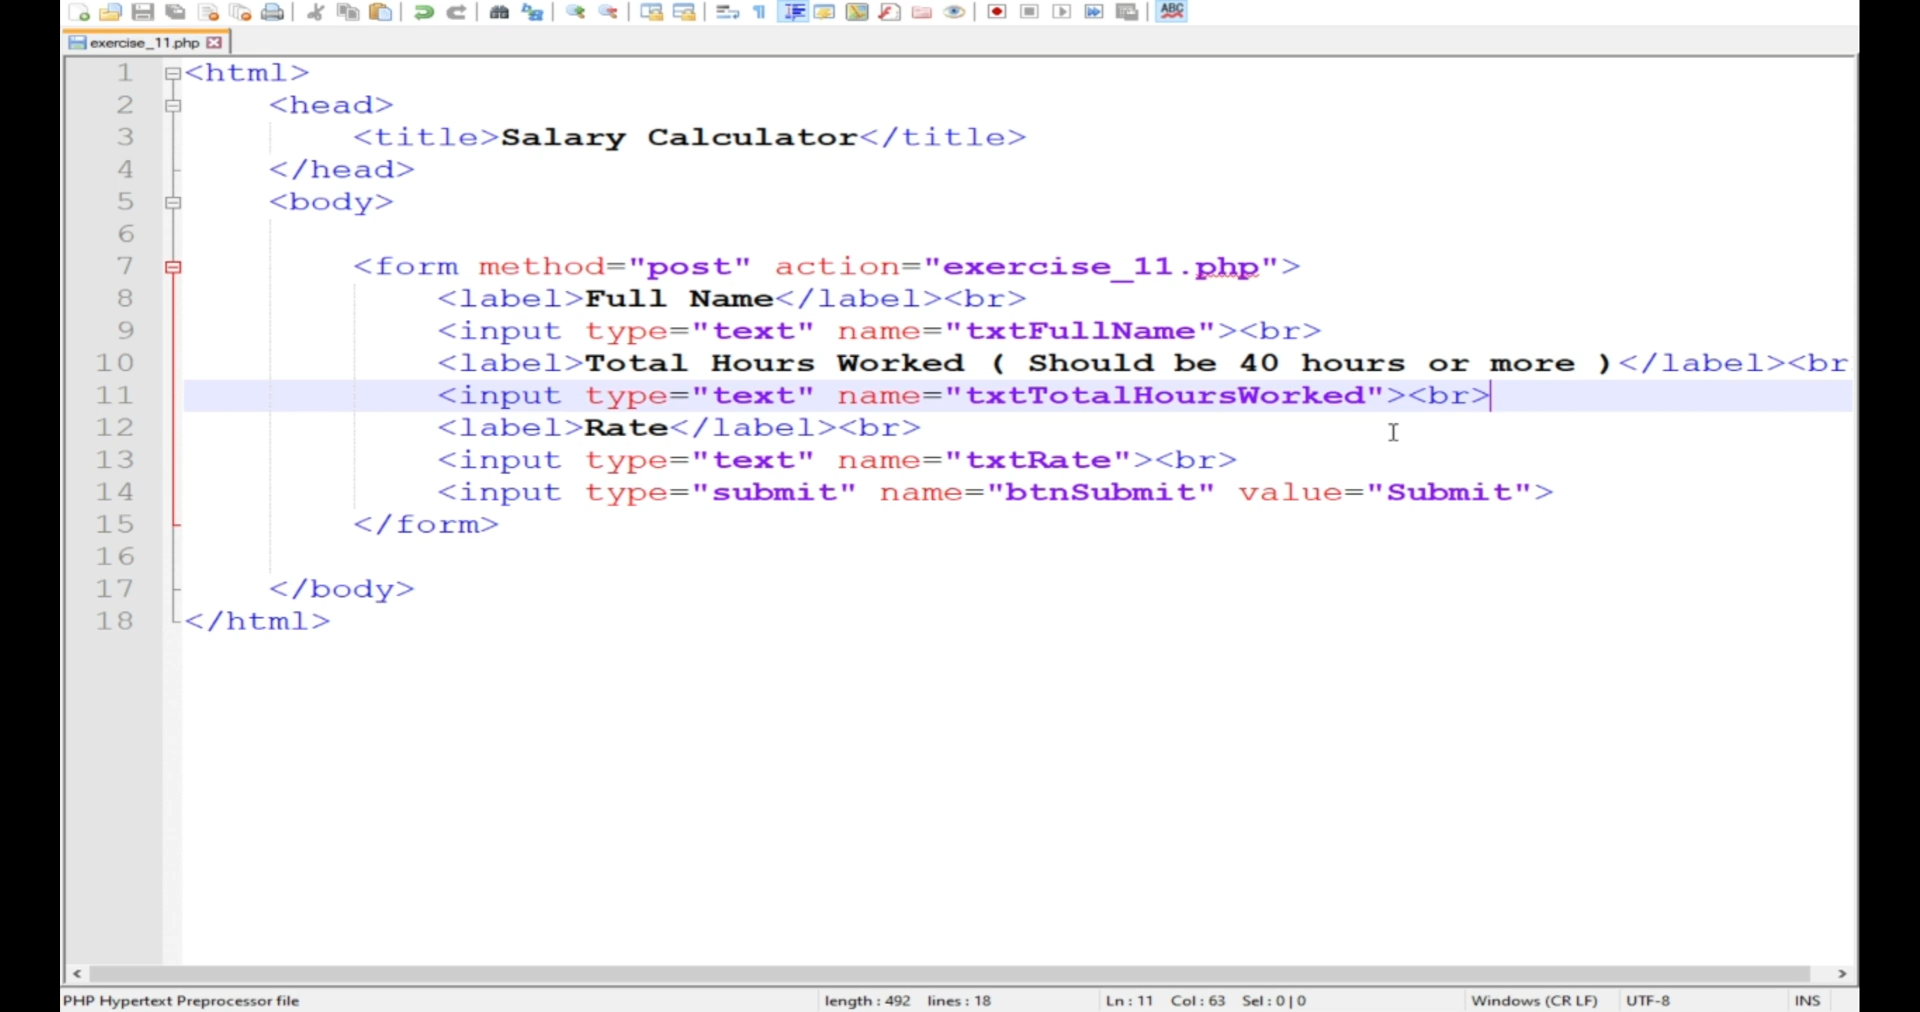 ABC
exercise_11.php
1 <html>
2 <head>
3 <title>Salary Calculator</title>
4 </head>
5 <body>
6
7 <form method="post" action="exercise_11.php">
8 <label>Full Name</label><br>
9 <input type="text" name="txtFullName"><br>
10 <label>Total Hours Worked ( Should be 40 hours or more )</label><br
11 <input type="text" name="txtTotalHoursWorked"><br>
12 <label>Rate</label><br>
13 <input type="text" name="txtRate"><br>
14 <input type="submit" name="btnSubmit" value="Submit">
15 </form>
16
17 </body>
18 </html>
PHP Hypertext Preprocessor file length : 492 lines : 18 Ln : 11 Col : 63 Sel : 0 | 0 Windows (CR LF) UTF-8 INS